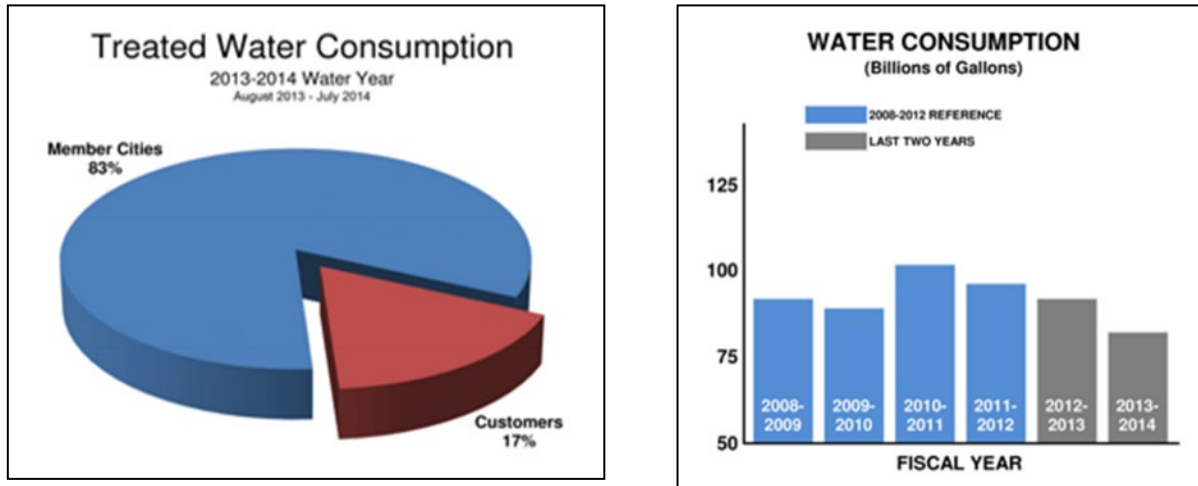 Treated Water Consumption
2013-2014 Water Year
August 2013 - July 2014
Member Cities
83%
Customers
17%
WATER CONSUMPTION
(Billions of Gallons)
2008-2012 REFERENCE
LAST TWO YEARS
125
100
75
50
2008-
2009
2009-
2010
2010-
2011
2011-
2012
2012-
2013
2013-
2014
FISCAL YEAR